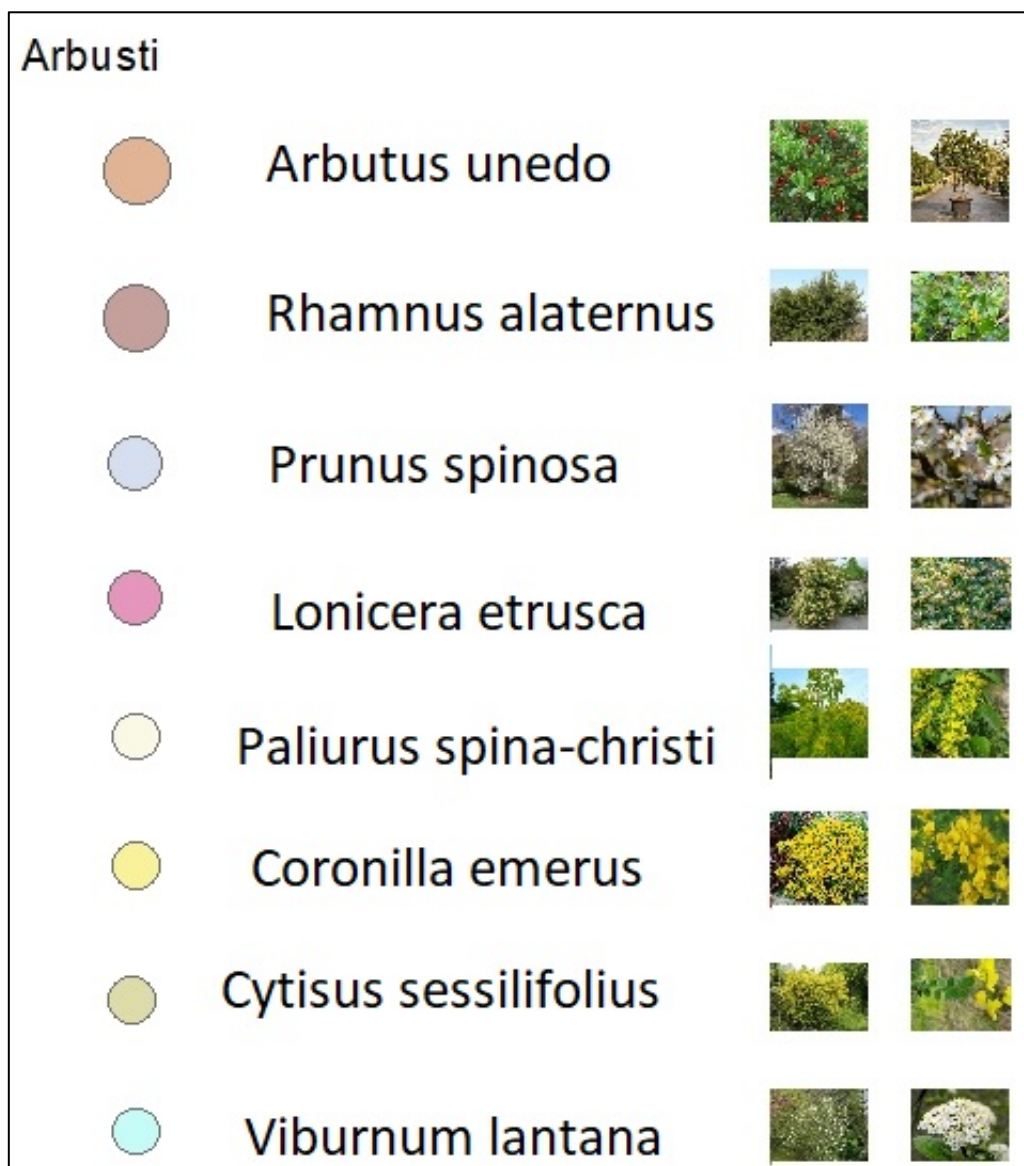 Arbusti
Arbutus unedo
Rhamnus alaternus
Prunus spinosa
Lonicera etrusca
Paliurus spina-christi
Coronilla emerus
Cytisus sessilifolius
Viburnum lantana